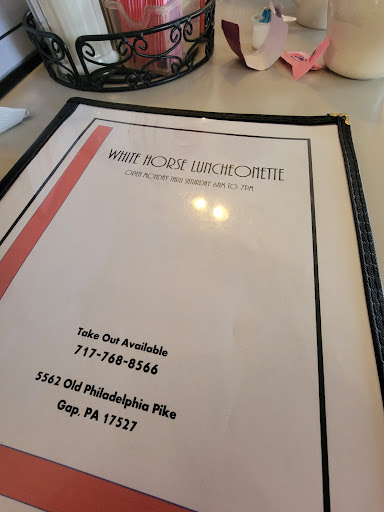 WHITE HORSE LUNCHEONETTE
OPEN MONDAY THRU SATURDAY 6AM TO 7PM
Take Out Available
717-768-8566
5562 Old Philadelphia Pike
Gap, PA 17527